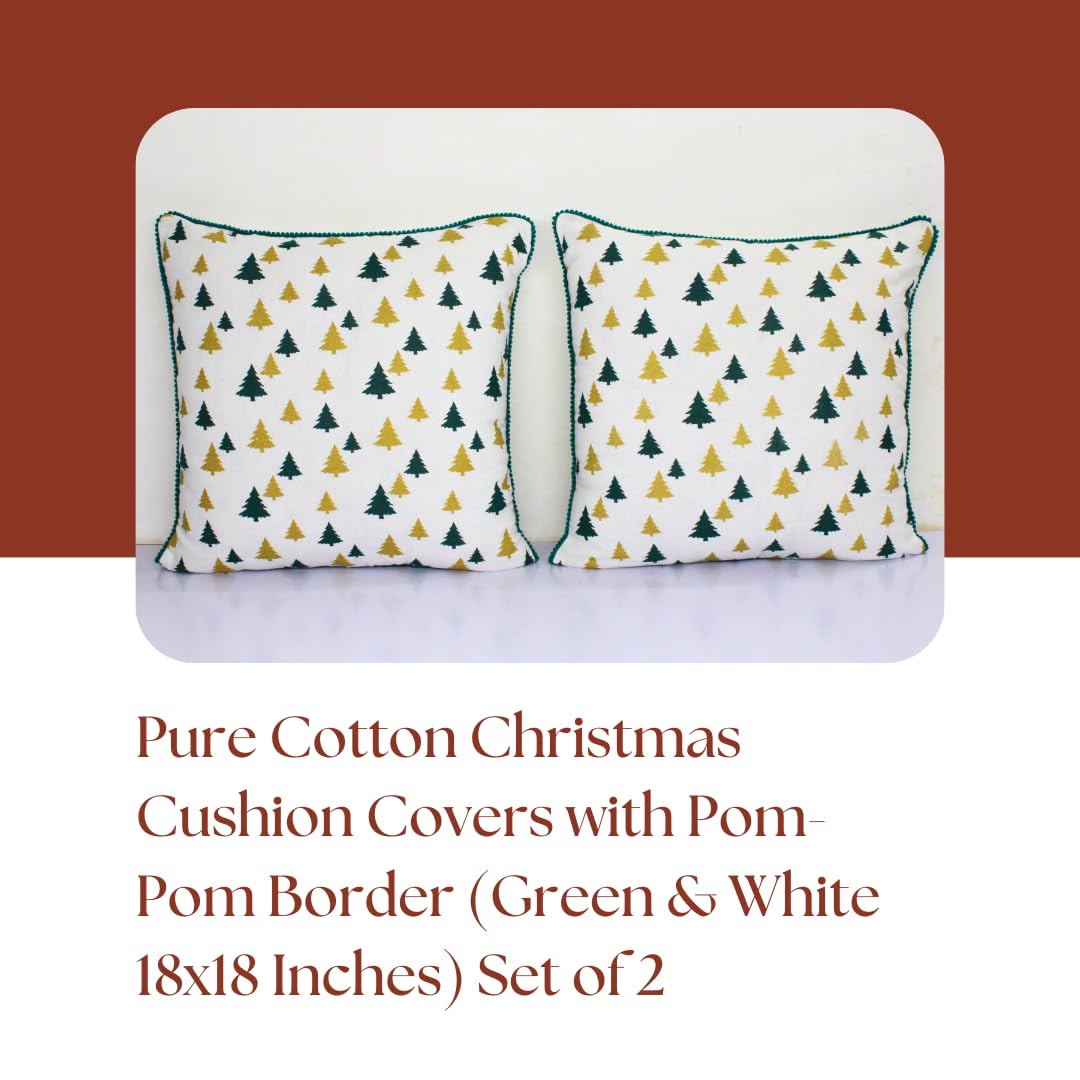 Pure Cotton Christmas
Cushion Covers with Pom-
Pom Border (Green & White
18x18 Inches) Set of 2